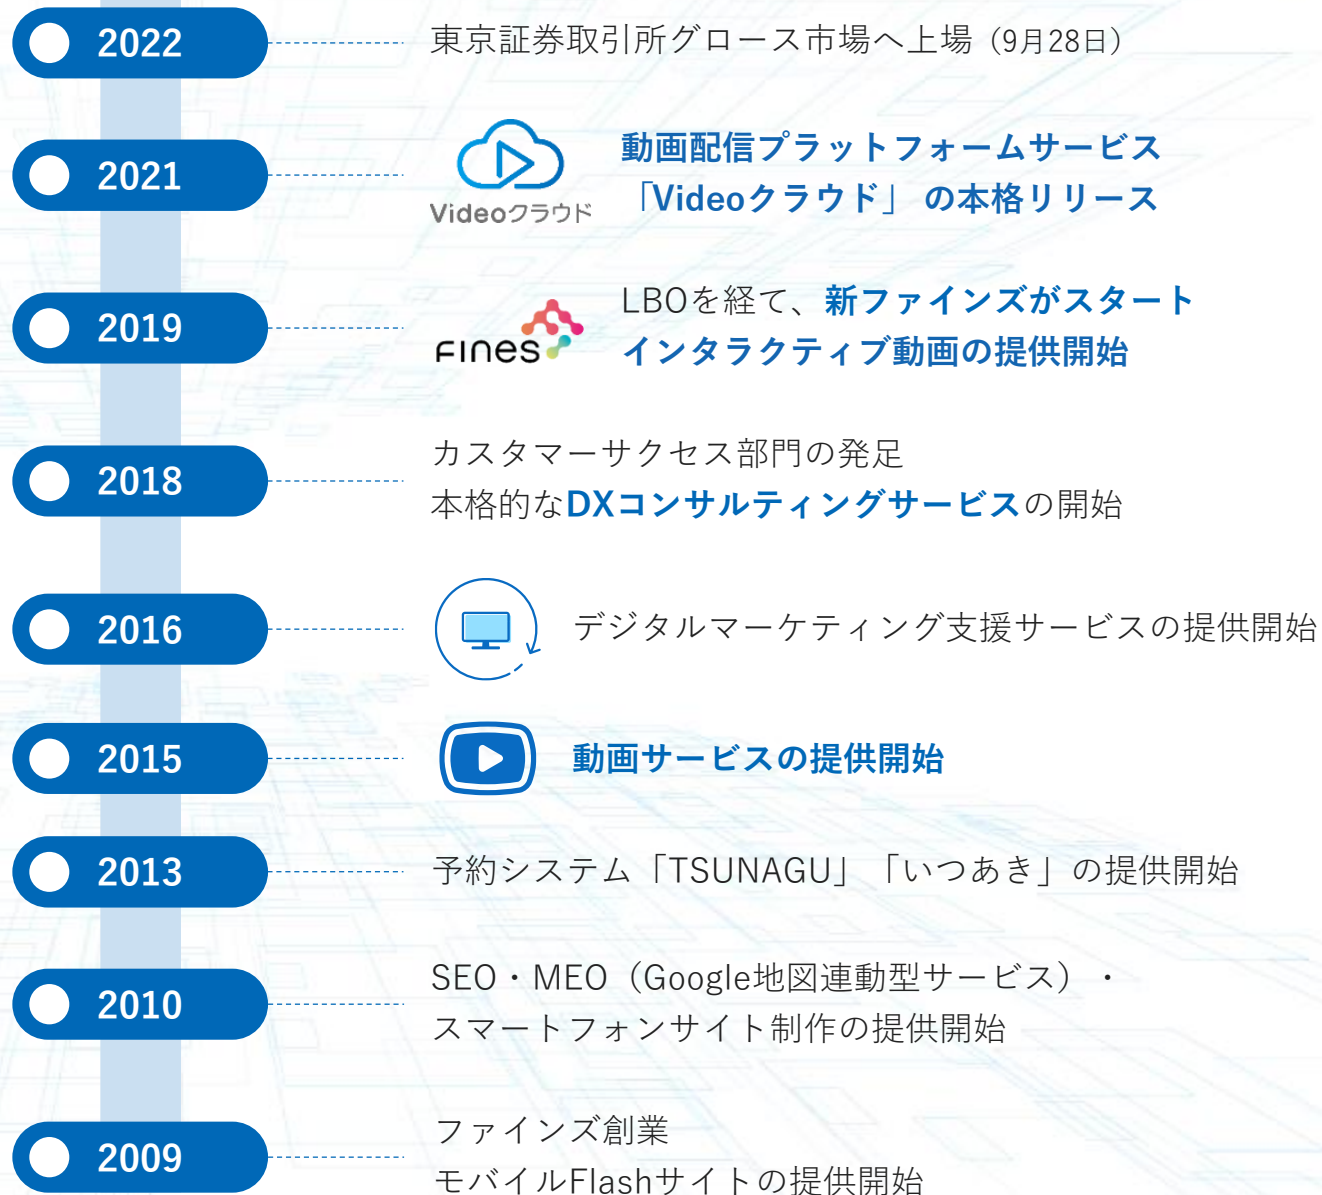 2022
東京証券取引所グロース市場へ上場（9月28日）
2021
Videoクラウド
動画配信プラットフォームサービス
「Videoクラウド」 の本格リリース
2019
FINES
LBOを経て、新ファインズがスタート
インタラクティブ動画の提供開始
2018
カスタマーサクセス部門の発足
本格的なDXコンサルティングサービスの開始
2016
デジタルマーケティング支援サービスの提供開始
2015
動画サービスの提供開始
2013
予約システム「TSUNAGU」「いつあき」の提供開始
2010
SEO・MEO（Google地図連動型サービス）・
スマートフォンサイト制作の提供開始
2009
ファインズ創業
モバイルFlashサイトの提供開始